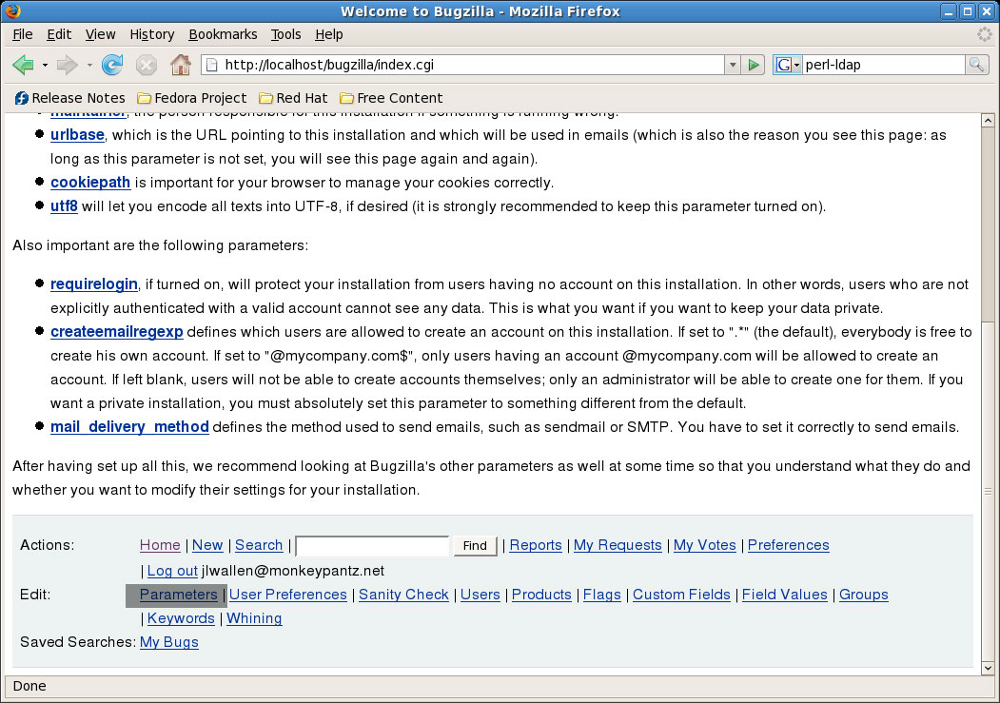 Welcome to Bugzilla - Mozilla Firefox
File Edit View History Bookmarks Tools Help
http://localhost/bugzilla/index.cgi G perl-ldap
Release Notes Fedora Project Red Hat Free Content
maintainer, the person responsible for this installation if something is running wrong.
urlbase, which is the URL pointing to this installation and which will be used in emails (which is also the reason you see this page: as
long as this parameter is not set, you will see this page again and again).
cookiepath is important for your browser to manage your cookies correctly.
utf8 will let you encode all texts into UTF-8, if desired (it is strongly recommended to keep this parameter turned on).
Also important are the following parameters:
requirelogin, if turned on, will protect your installation from users having no account on this installation. In other words, users who are not
explicitly authenticated with a valid account cannot see any data. This is what you want if you want to keep your data private.
createemailregexp defines which users are allowed to create an account on this installation. If set to ".*" (the default), everybody is free to
create his own account. If set to "@mycompany.com$", only users having an account @mycompany.com will be allowed to create an
account. If left blank, users will not be able to create accounts themselves; only an administrator will be able to create one for them. If you
want a private installation, you must absolutely set this parameter to something different from the default.
mail_delivery_method defines the method used to send emails, such as sendmail or SMTP. You have to set it correctly to send emails.
After having set up all this, we recommend looking at Bugzilla's other parameters as well at some time so that you understand what they do and
whether you want to modify their settings for your installation.
Actions: Home | New | Search | Find | Reports | My Requests | My Votes | Preferences
| Log out jlwallen@monkeypantz.net
Edit: Parameters | User Preferences | Sanity Check | Users | Products | Flags | Custom Fields | Field Values | Groups
| Keywords | Whining
Saved Searches: My Bugs
Done